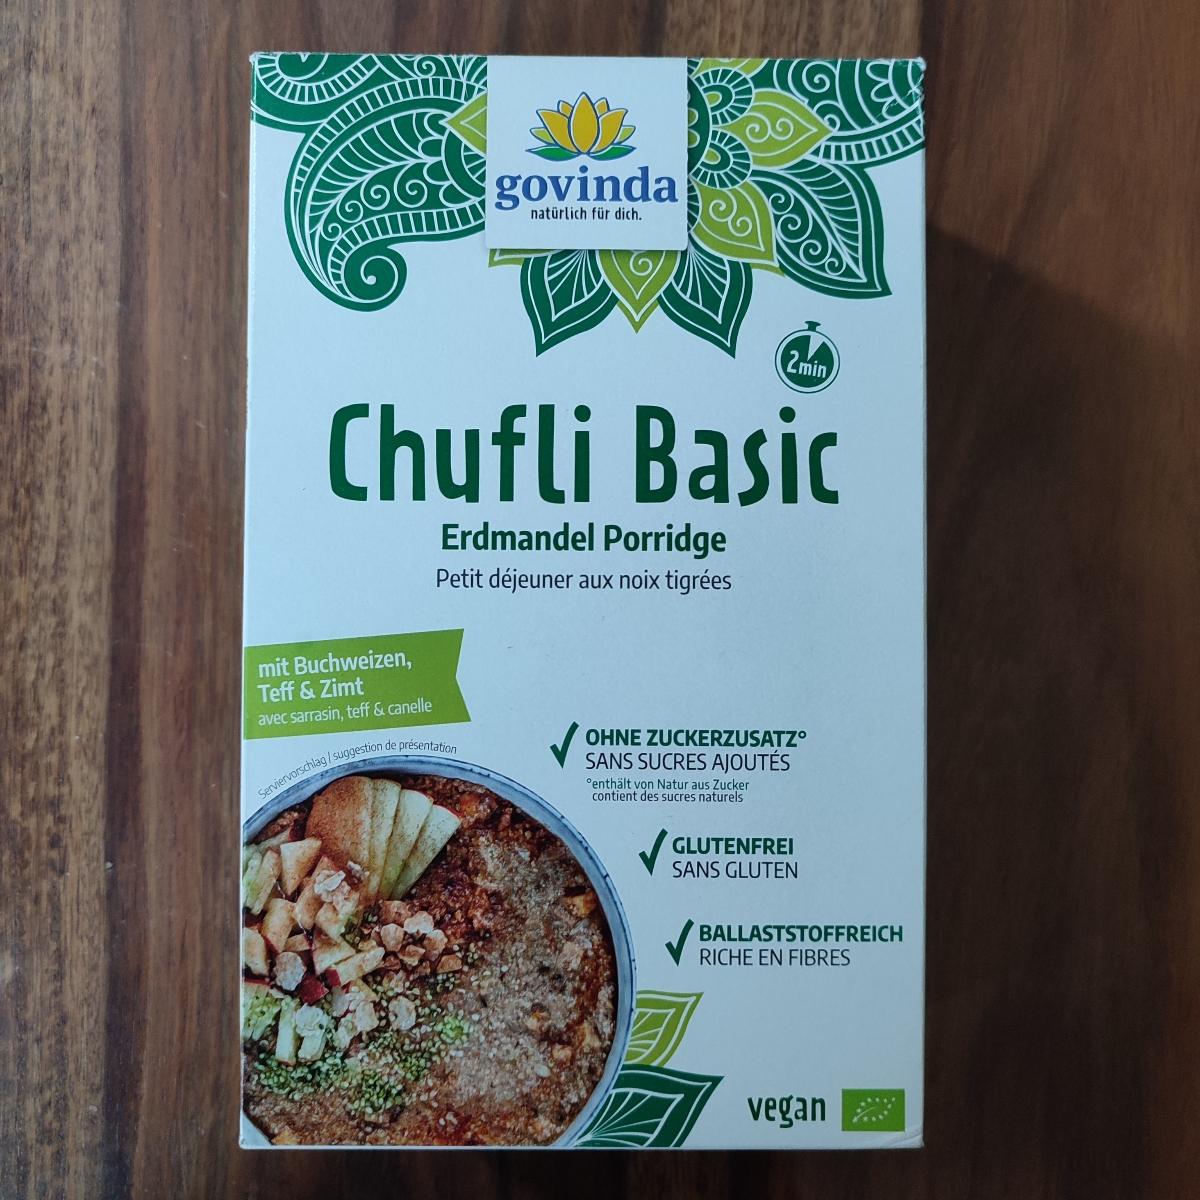 govinda
natürlich für dich.
2min
Chufli Basic
Erdmandel Porridge
Petit déjeuner aux noix tigrées
mit Buchweizen,
Teff & Zimt
avec sarrasin, teff & canelle
Serviervorschlag / suggestion de présentation
OHNE ZUCKERZUSATZ°
SANS SUCRES AJOUTÉS
°enthält von Natur aus Zucker
contient des sucres naturels
GLUTENFREI
SANS GLUTEN
BALLASTSTOFFREICH
RICHE EN FIBRES
vegan